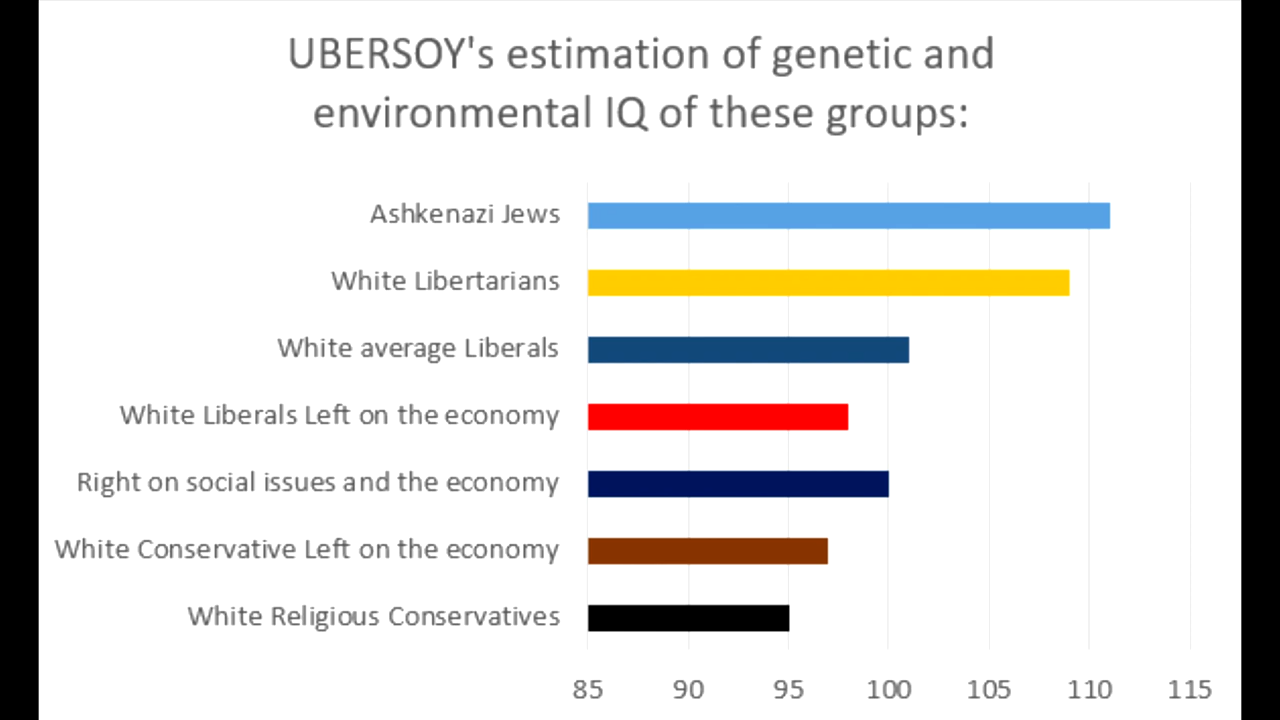 UBERSOY's estimation of genetic and
environmental IQ of these groups:
Ashkenazi Jews
White Libertarians
White average Liberals
White Liberals Left on the economy
Right on social issues and the economy
White Conservative Left on the economy
White Religious Conservatives
85 90 95 100 105 110 115